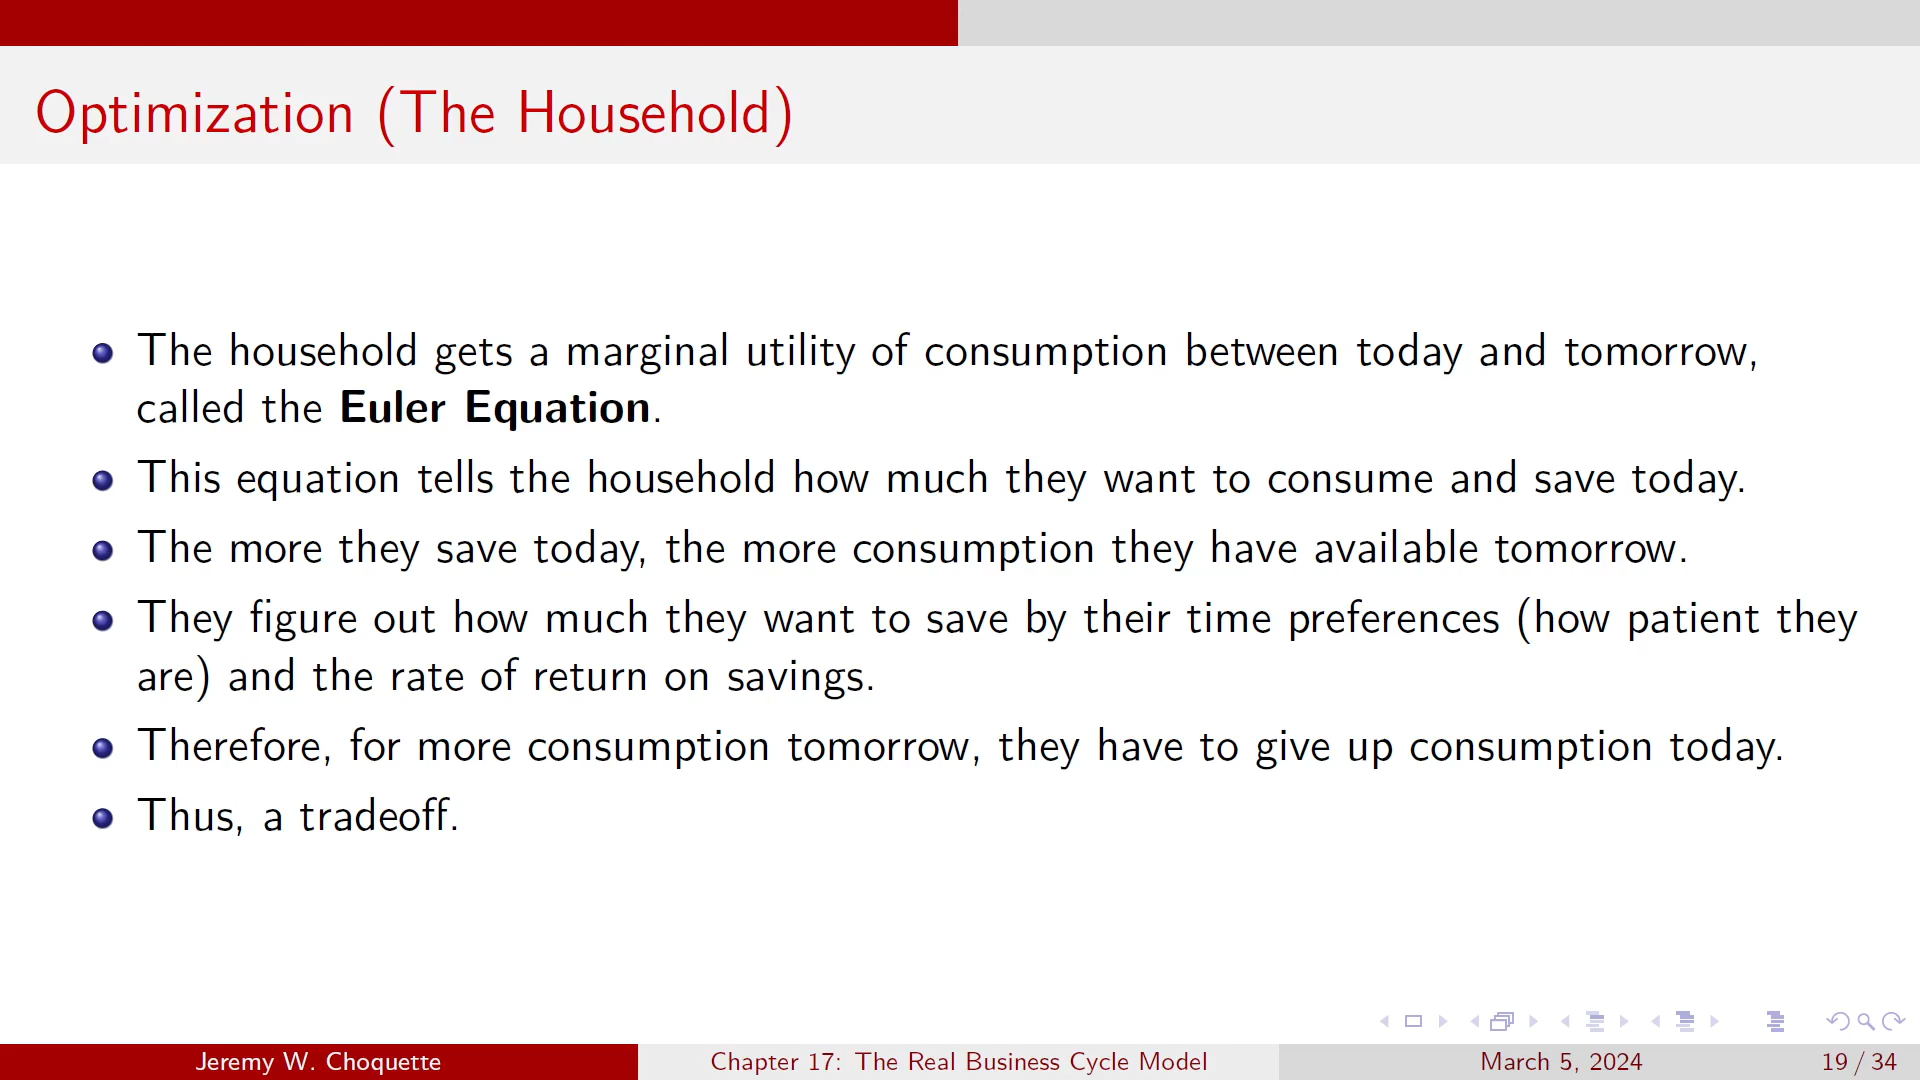 Optimization (The Household)
The household gets a marginal utility of consumption between today and tomorrow,
called the Euler Equation.
This equation tells the household how much they want to consume and save today.
The more they save today, the more consumption they have available tomorrow.
They figure out how much they want to save by their time preferences (how patient they
are) and the rate of return on savings.
Therefore, for more consumption tomorrow, they have to give up consumption today.
Thus, a tradeoff.
Jeremy W. Choquette
Chapter 17: The Real Business Cycle Model
March 5, 2024
19 / 34